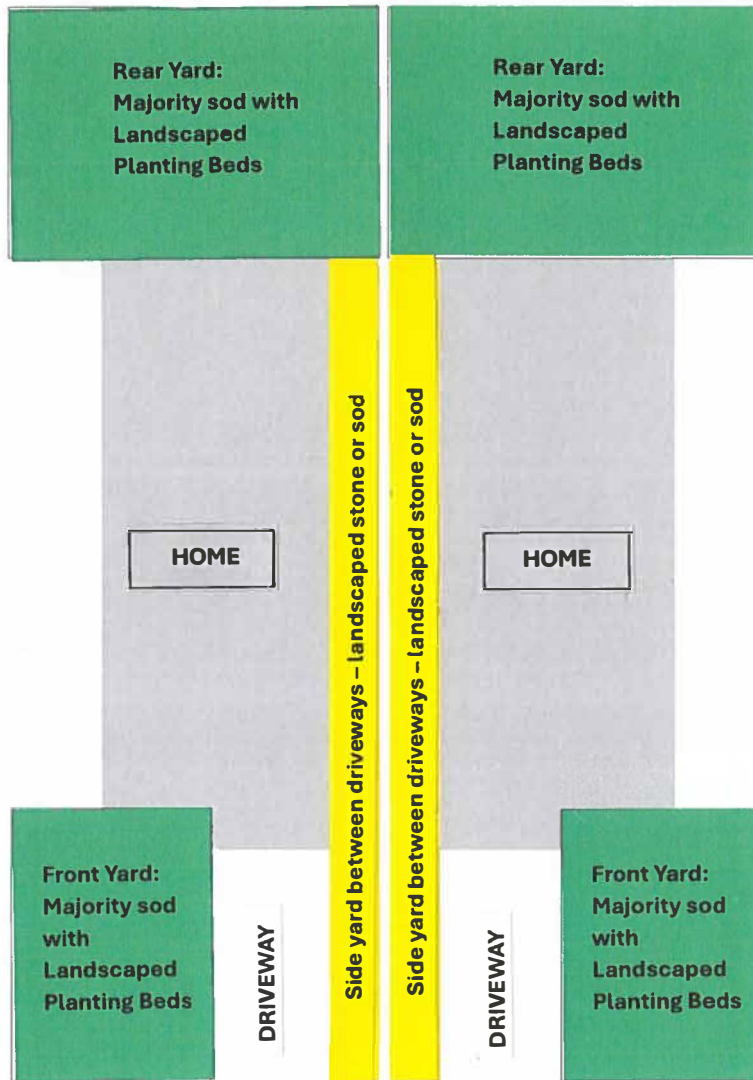 Rear Yard:
Majority sod with
Landscaped
Planting Beds
Rear Yard:
Majority sod with
Landscaped
Planting Beds
HOME
Side yard between driveways – landscaped stone or sod
Side yard between driveways – landscaped stone or sod
HOME
Front Yard:
Majority sod
with
Landscaped
Planting Beds
DRIVEWAY
DRIVEWAY
Front Yard:
Majority sod
with
Landscaped
Planting Beds